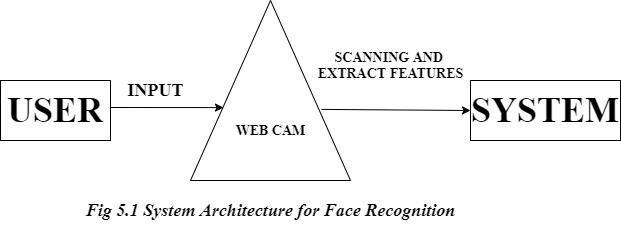 SCANNING AND
EXTRACT FEATURES
INPUT
USER
WEB CAM
SYSTEM
Fig 5.1 System Architecture for Face Recognition